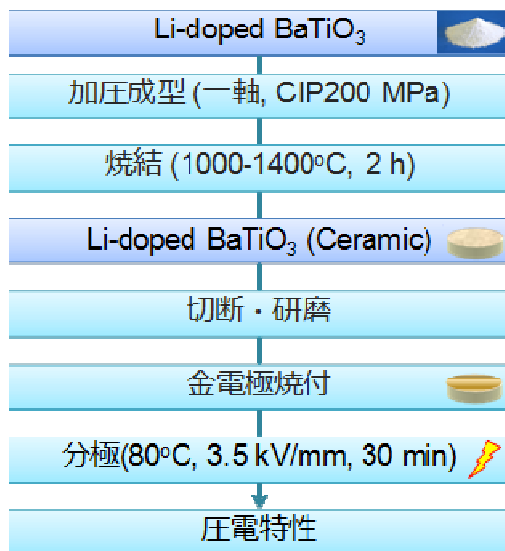 Li-doped BaTiO₃
加圧成型 (一軸, CIP200 MPa)
焼結 (1000-1400°C, 2 h)
Li-doped BaTiO₃ (Ceramic)
切断・研磨
金電極焼付
分極(80°C, 3.5 kV/mm, 30 min)
圧電特性